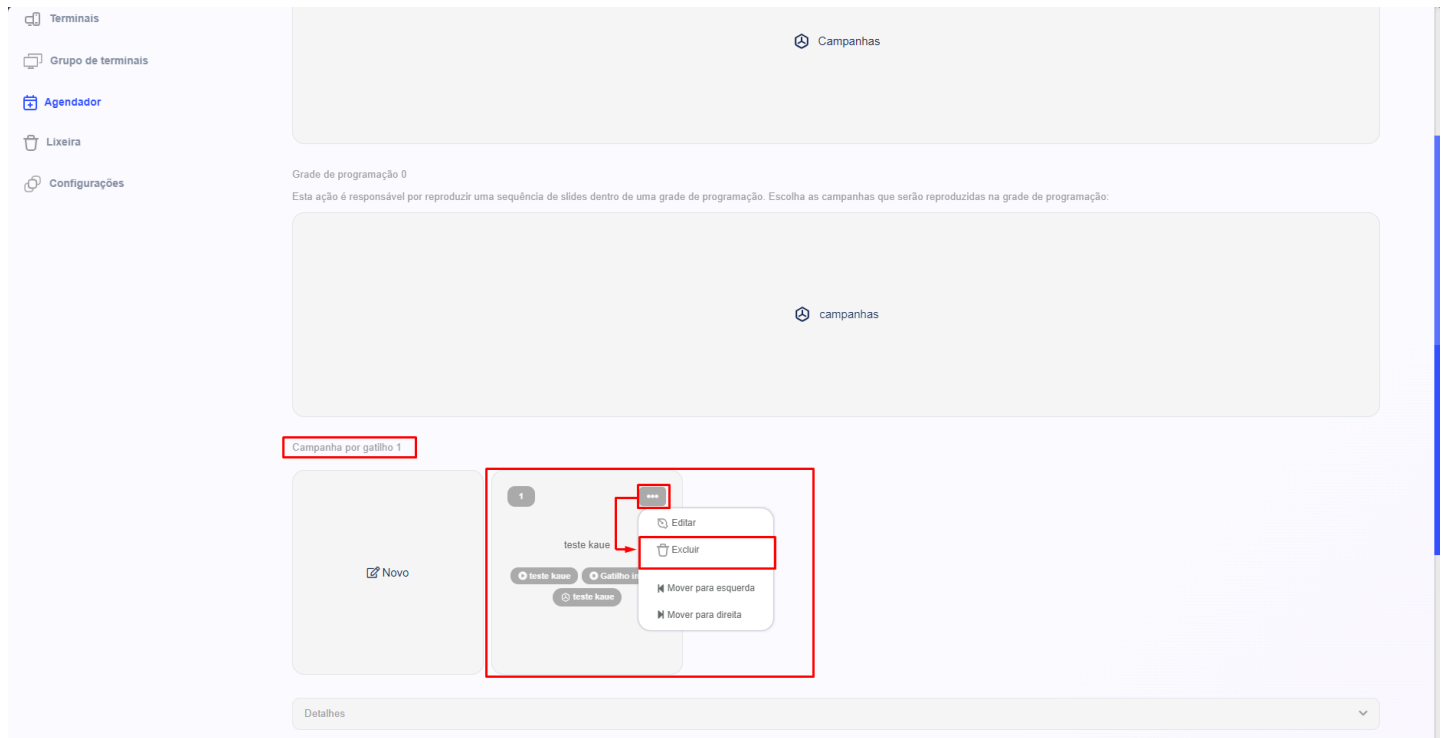 Terminais
Grupo de terminais
Agendador
Lixeira
Configurações
Campanhas
Grade de programação 0
Esta ação é responsável por reproduzir uma sequência de slides dentro de uma grade de programação. Escolha as campanhas que serão reproduzidas na grade de programação:
campanhas
Campanha por gatilho 1
Novo
1
teste kaue
teste kaue
Gatilho
teste kaue
Editar
Excluir
Mover para esquerda
Mover para direita
Detalhes